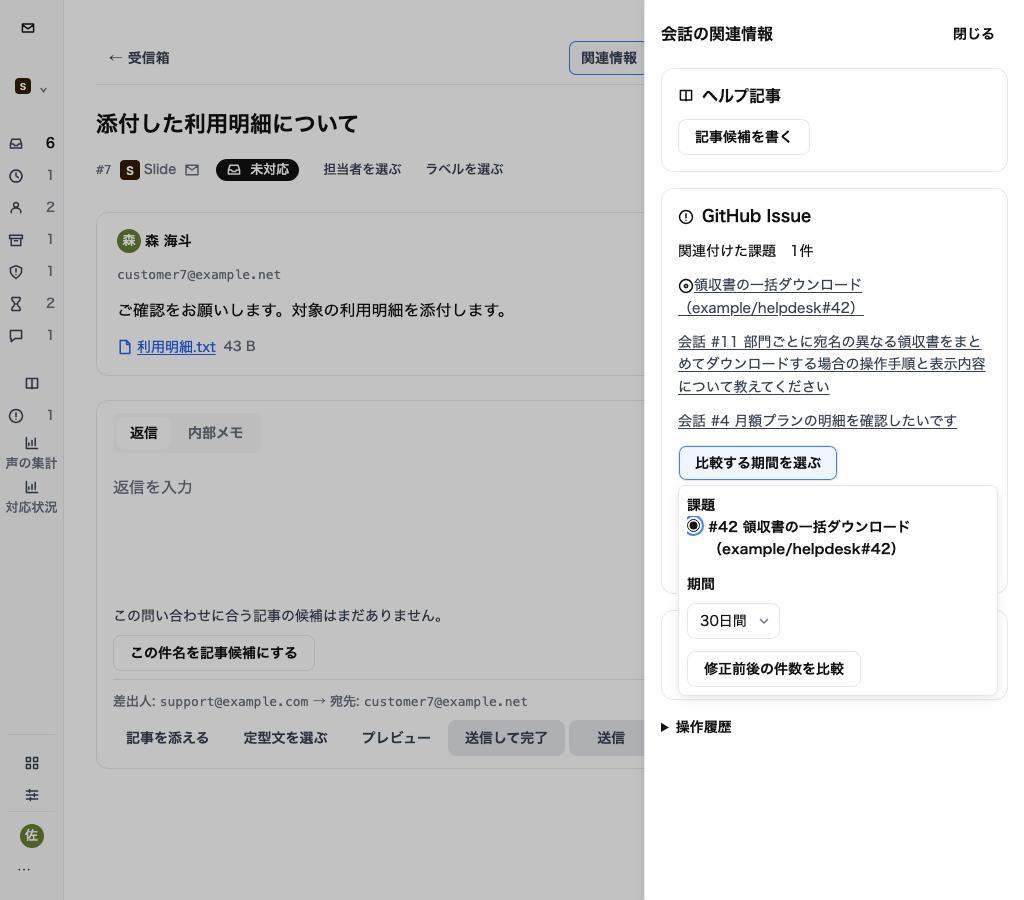 S
6
1
2
1
1
2
1
1
声の集計
対応状況
佐
...
← 受信箱
関連情報
添付した利用明細について
#7 S Slide 未対応 担当者を選ぶ ラベルを選ぶ
森 森 海斗
customer7@example.net
ご確認をお願いします。対象の利用明細を添付します。
利用明細.txt 43 B
返信 内部メモ
返信を入力
この問い合わせに合う記事の候補はまだありません。
この件名を記事候補にする
差出人: support@example.com → 宛先: customer7@example.net
記事を添える 定型文を選ぶ プレビュー 送信して完了 送信
会話の関連情報 閉じる
ヘルプ記事
記事候補を書く
GitHub Issue
関連付けた課題 1件
領収書の一括ダウンロード
（example/helpdesk#42）
会話 #11 部門ごとに宛名の異なる領収書をまと
めてダウンロードする場合の操作手順と表示内容
について教えてください
会話 #4 月額プランの明細を確認したいです
比較する期間を選ぶ
課題
#42 領収書の一括ダウンロード
（example/helpdesk#42）
期間
30日間
修正前後の件数を比較
▶ 操作履歴